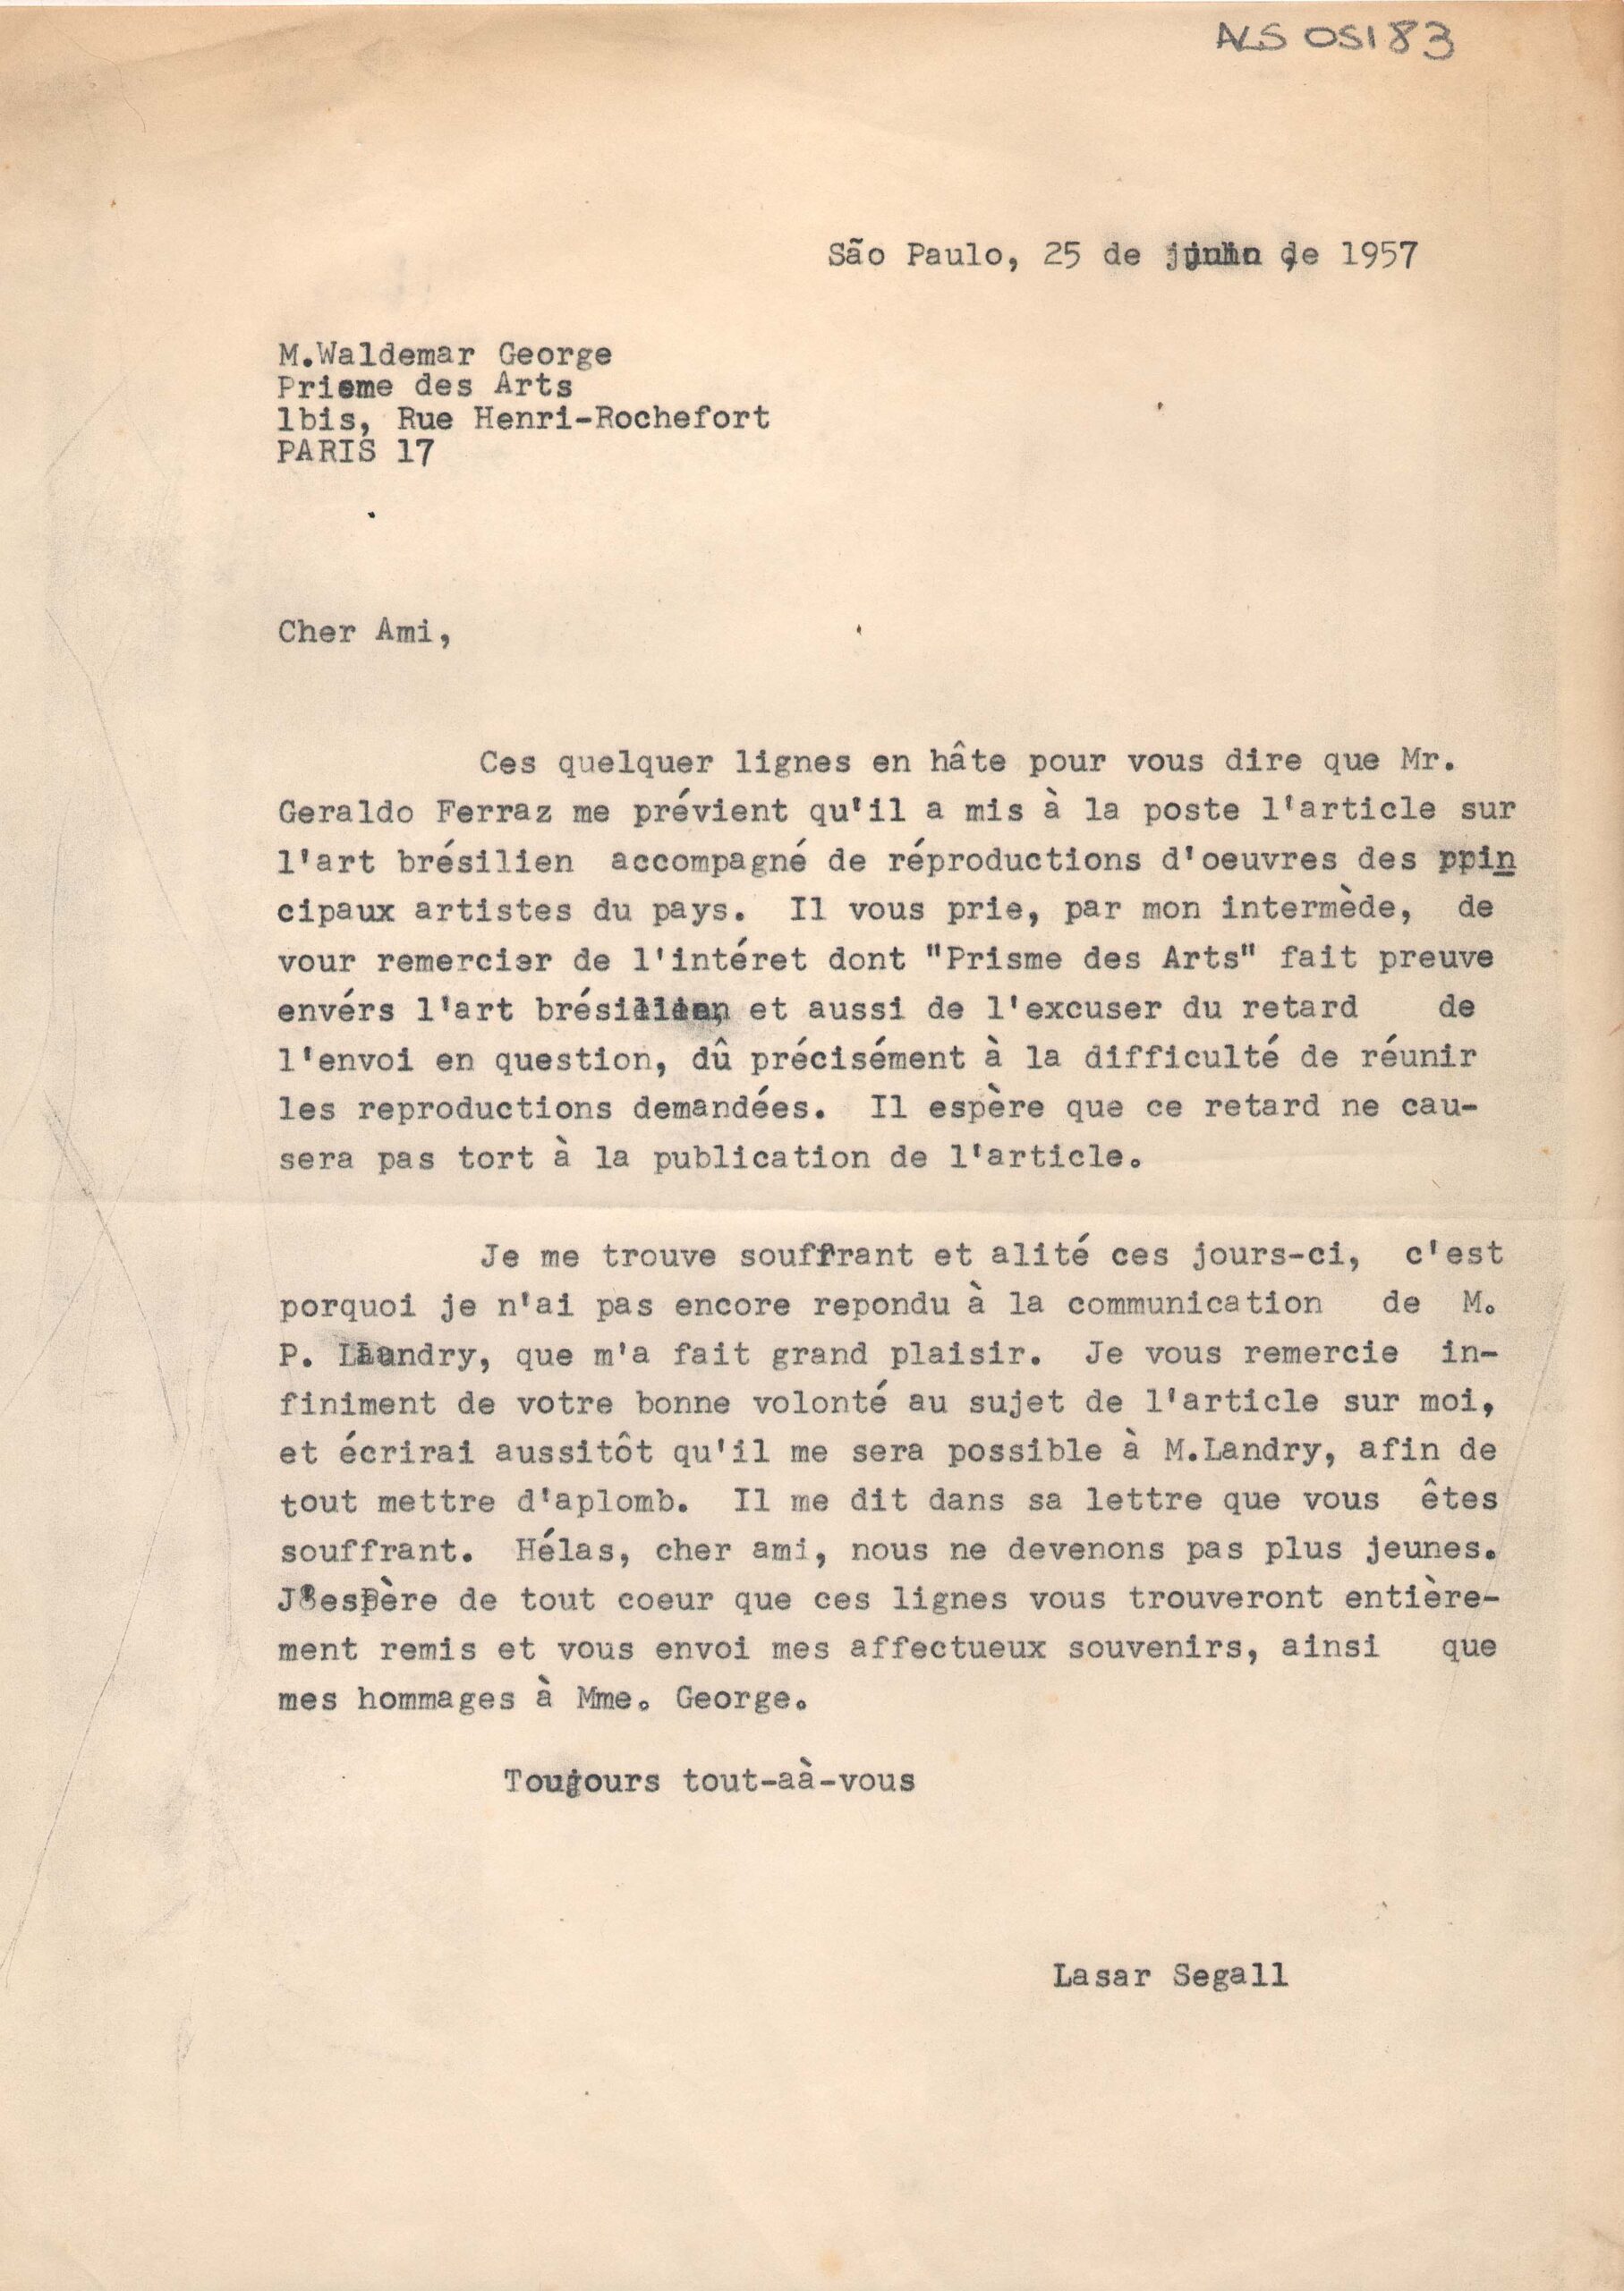 ALS 05183
São Paulo, 25 de junho de 1957
M.Waldemar George
Prisme des Arts
1bis, Rue Henri-Rochefort
PARIS 17
Cher Ami,
Ces quelquer lignes en hâte pour vous dire que Mr.
Geraldo Ferraz me prévient qu'il a mis à la poste l'article sur
l'art brésilien accompagné de réproductions d'oeuvres des ppin
cipaux artistes du pays. Il vous prie, par mon intermède, de
vour remercier de l'intéret dont "Prisme des Arts" fait preuve
envérs l'art brésilien, et aussi de l'excuser du retard de
l'envoi en question, dû précisément à la difficulté de réunir
les reproductions demandées. Il espère que ce retard ne cau-
sera pas tort à la publication de l'article.
Je me trouve souffrant et alité ces jours-ci, c'est
porquoi je n'ai pas encore repondu à la communication de M.
P. Landry, que m'a fait grand plaisir. Je vous remercie in-
finiment de votre bonne volonté au sujet de l'article sur moi,
et écrirai aussitôt qu'il me sera possible à M.Landry, afin de
tout mettre d'aplomb. Il me dit dans sa lettre que vous êtes
souffrant. Hélas, cher ami, nous ne devenons pas plus jeunes.
J'espère de tout coeur que ces lignes vous trouveront entière-
ment remis et vous envoi mes affectueux souvenirs, ainsi que
mes hommages à Mme. George.
Toujours tout-aà-vous
Lasar Segall